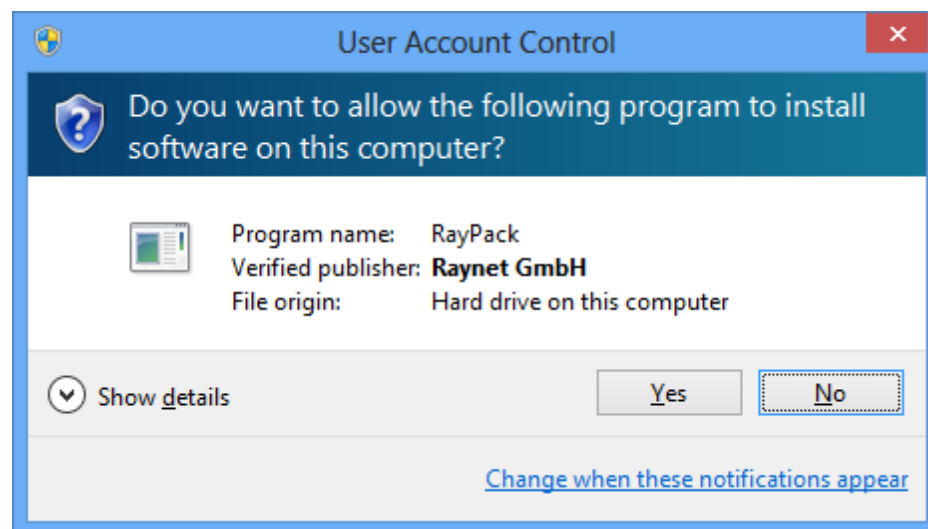 User Account Control
Do you want to allow the following program to install
software on this computer?
Program name: RayPack
Verified publisher: Raynet GmbH
File origin: Hard drive on this computer
Show details
Yes
No
Change when these notifications appear